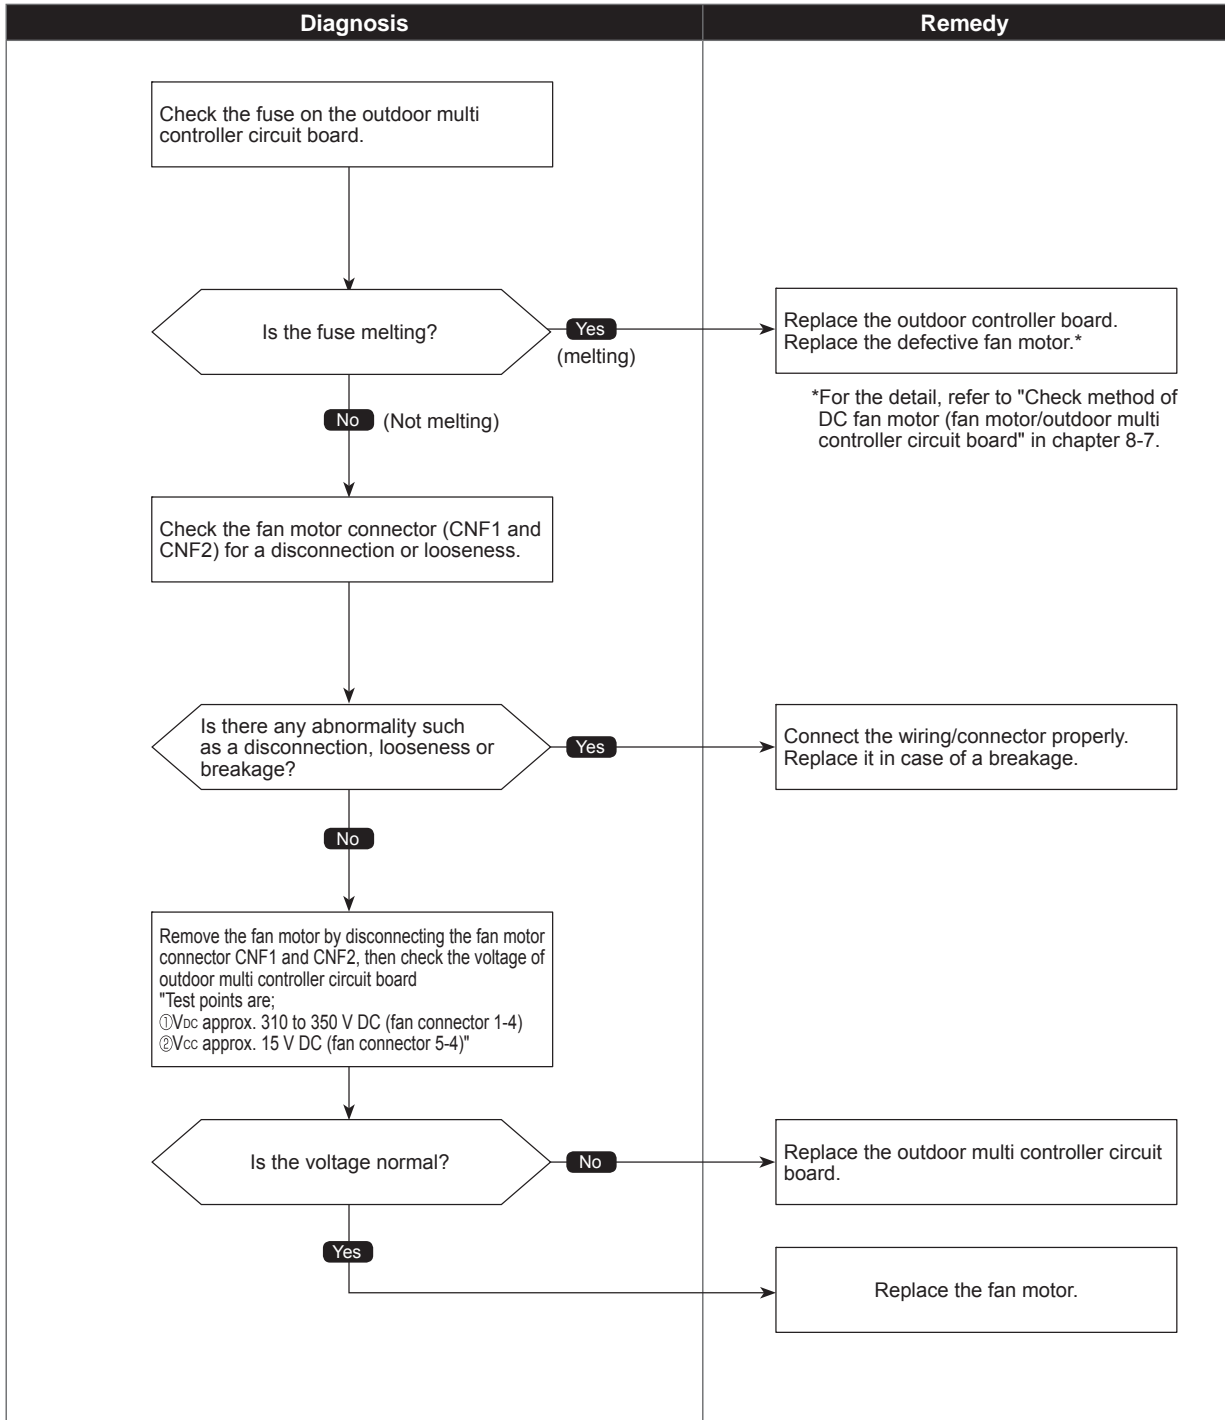 Diagnosis
Remedy
Check the fuse on the outdoor multi
controller circuit board.
Is the fuse melting?
Yes
(melting)
Replace the outdoor controller board.
Replace the defective fan motor.*
*For the detail, refer to "Check method of
DC fan motor (fan motor/outdoor multi
controller circuit board" in chapter 8-7.
No (Not melting)
Check the fan motor connector (CNF1 and
CNF2) for a disconnection or looseness.
Is there any abnormality such
as a disconnection, looseness or
breakage?
Yes
Connect the wiring/connector properly.
Replace it in case of a breakage.
No
Remove the fan motor by disconnecting the fan motor
connector CNF1 and CNF2, then check the voltage of
outdoor multi controller circuit board
"Test points are;
①VDC approx. 310 to 350 V DC (fan connector 1-4)
②VCC approx. 15 V DC (fan connector 5-4)"
Is the voltage normal?
No
Replace the outdoor multi controller circuit
board.
Yes
Replace the fan motor.